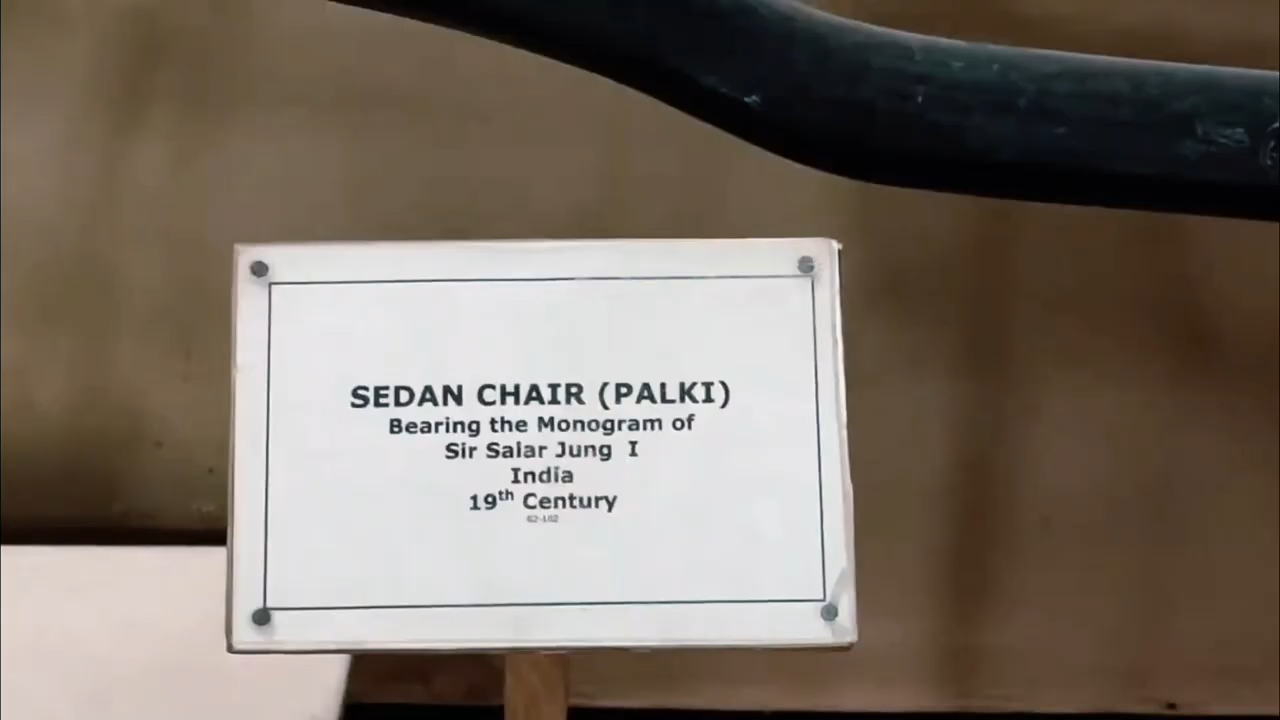 SEDAN CHAIR (PALKI)
Bearing the Monogram of
Sir Salar Jung I
India
19th Century